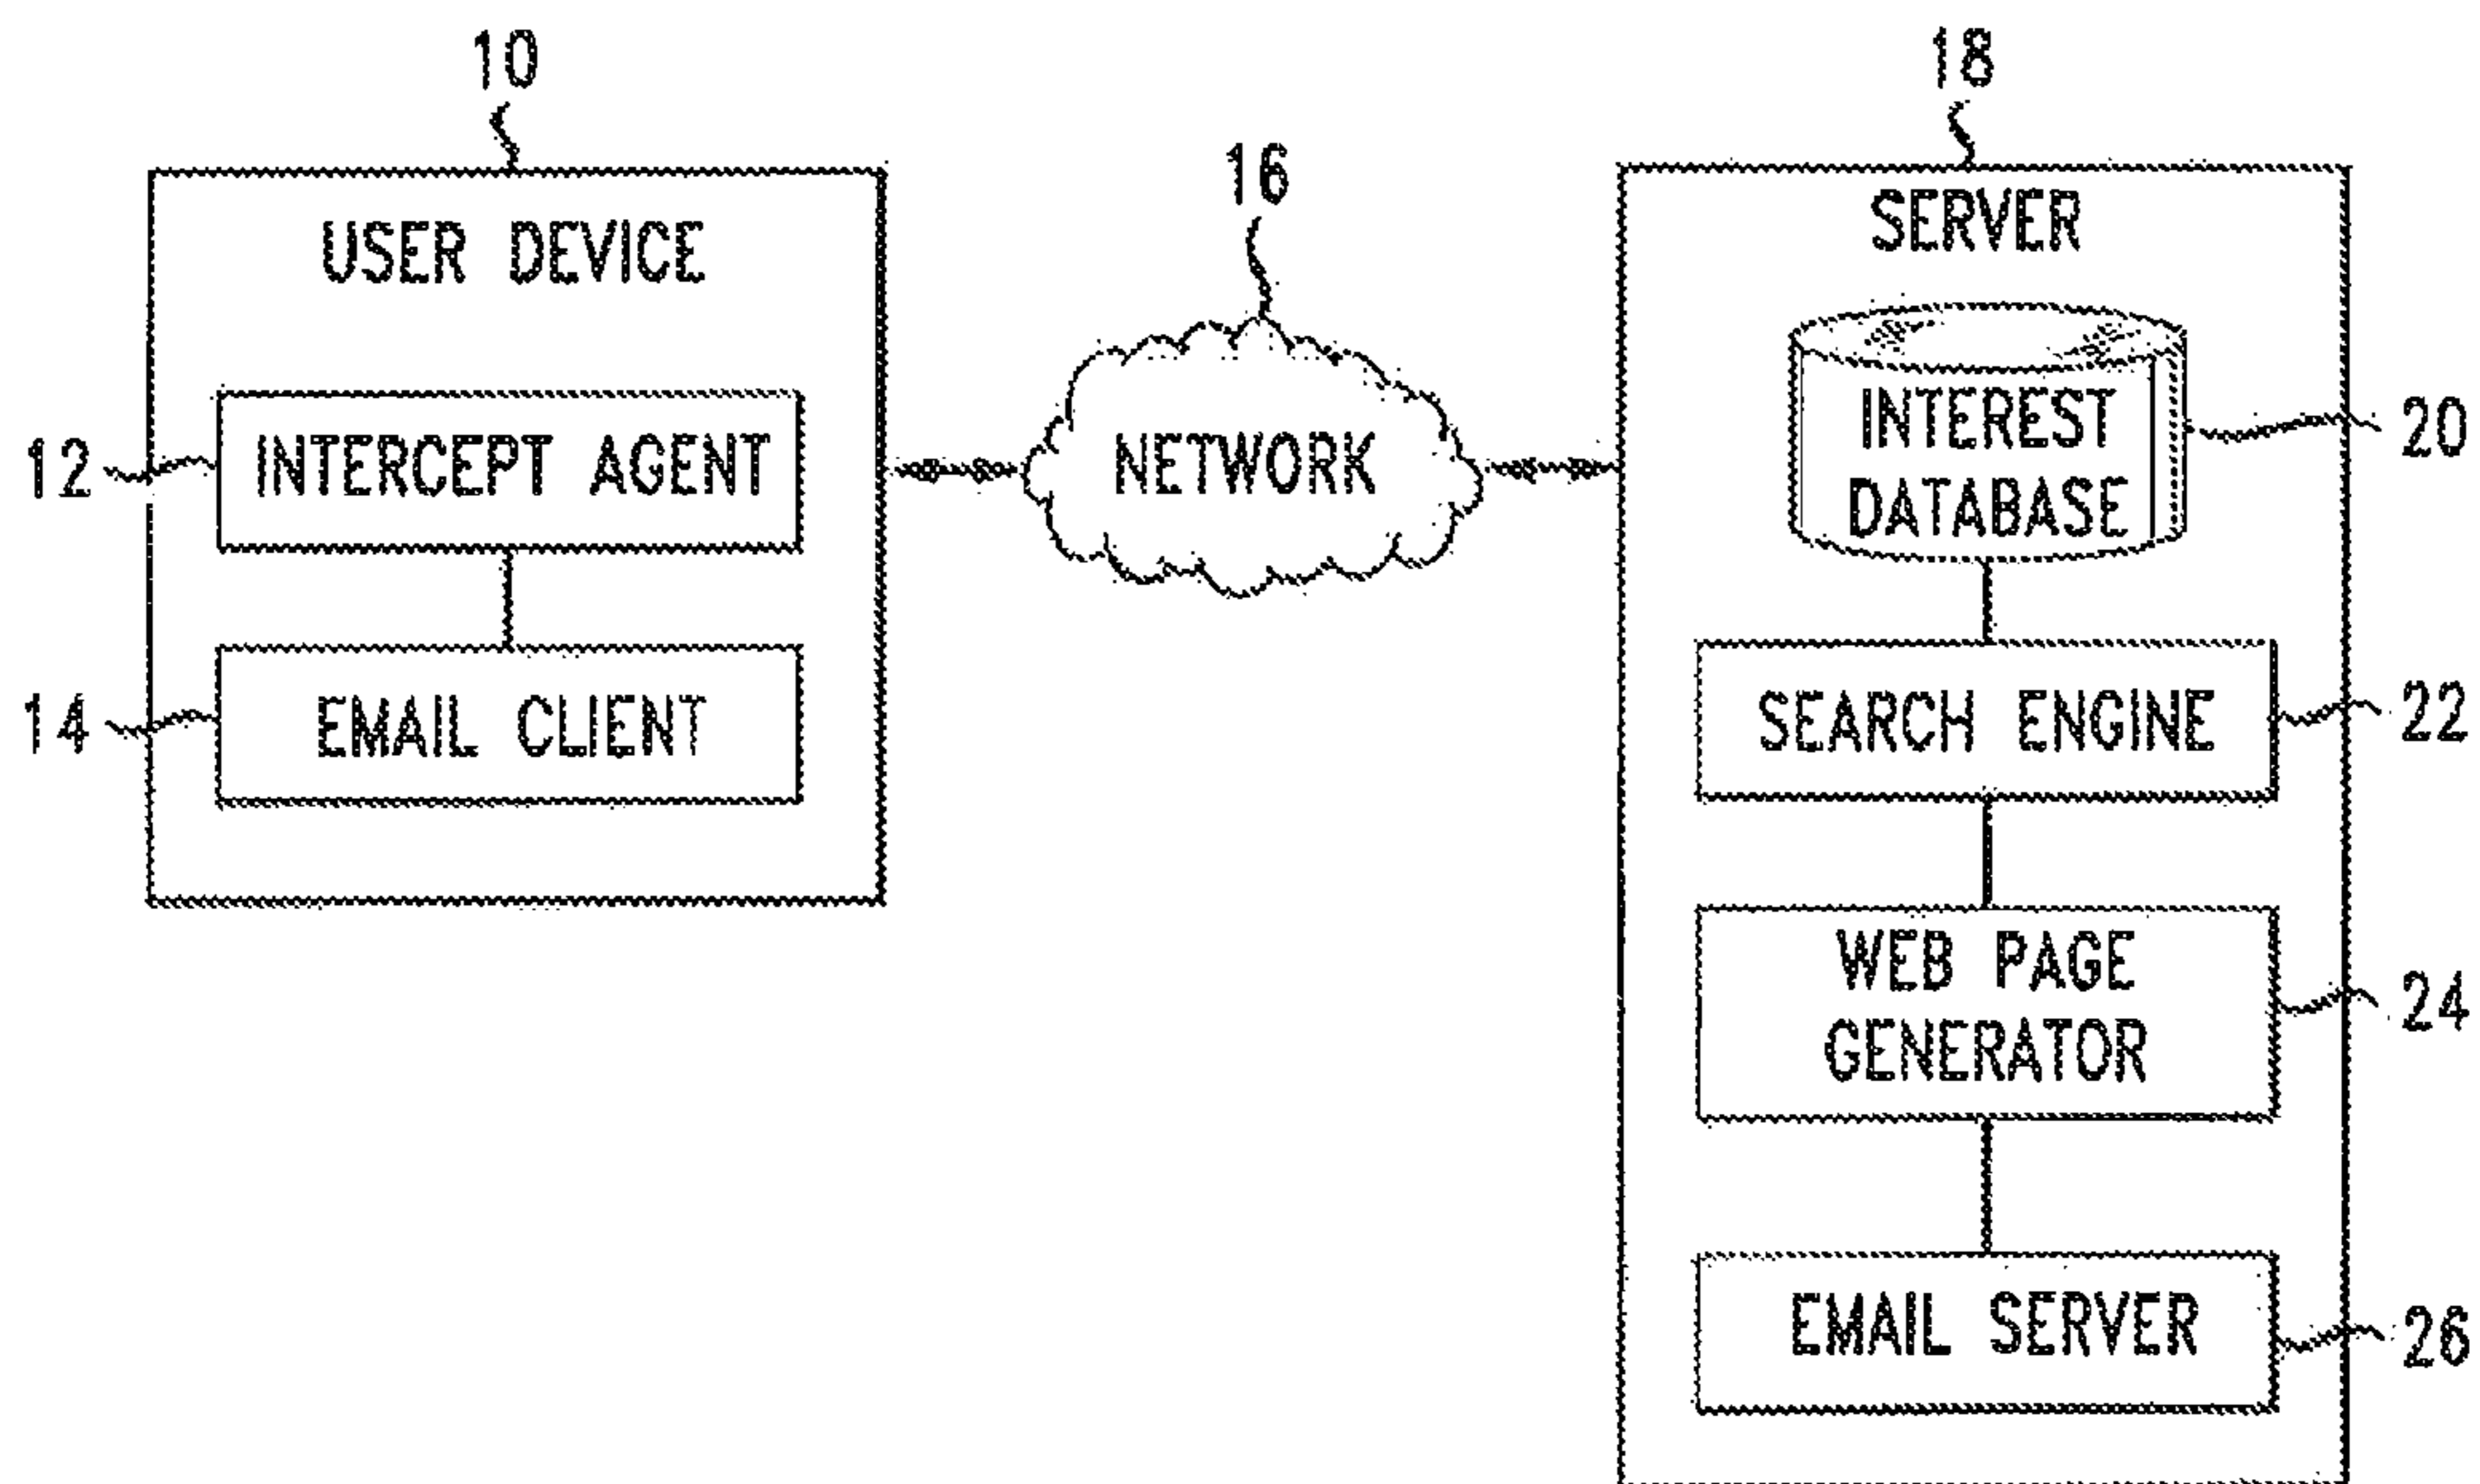 10
USER DEVICE
12
INTERCEPT AGENT
14
EMAIL CLIENT
16
NETWORK
18
SERVER
INTEREST
DATABASE
20
SEARCH ENGINE
22
WEB PAGE
GENERATOR
24
EMAIL SERVER
26